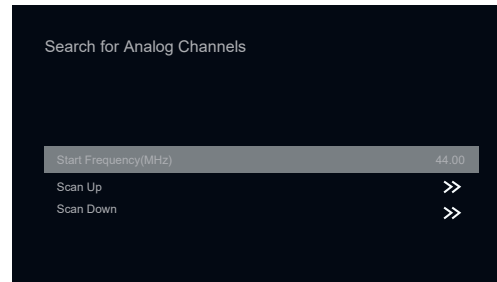 Search for Analog Channels
Start Frequency(MHz) 44.00
Scan Up
Scan Down